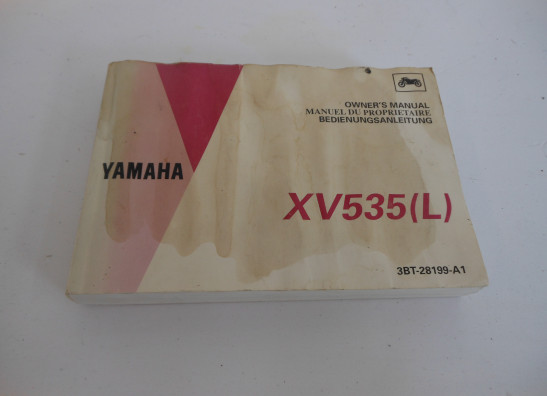 OWNER'S MANUAL
MANUEL DU PROPRIETAIRE
BEDIENUNGSANLEITUNG
YAMAHA
XV535(L)
3BT-28199-A1